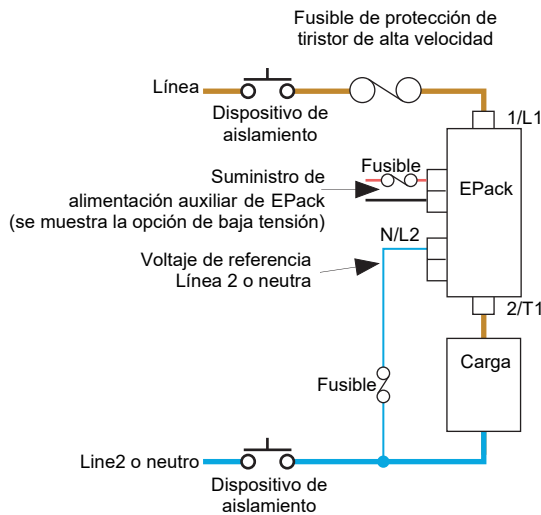 Fusible de protección de
tiristor de alta velocidad
Línea
Dispositivo de
aislamiento
1/L1
Fusible
Suministro de
alimentación auxiliar de EPack
(se muestra la opción de baja tensión)
EPack
N/L2
Voltaje de referencia
Línea 2 o neutra
2/T1
Carga
Fusible
Line2 o neutro
Dispositivo de
aislamiento